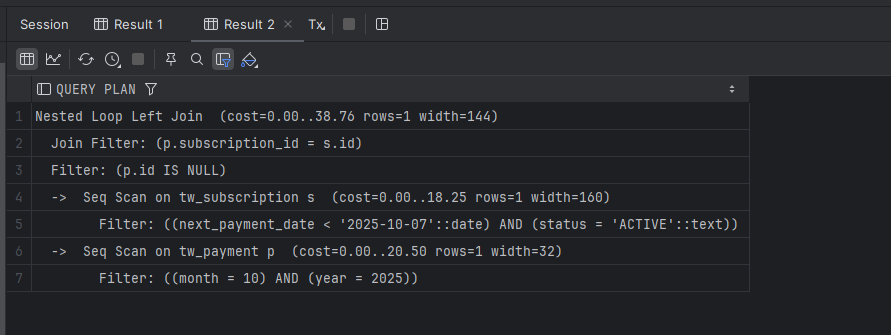 Session Result 1 Result 2 × Tx
QUERY PLAN
1 Nested Loop Left Join  (cost=0.00..38.76 rows=1 width=144)
2   Join Filter: (p.subscription_id = s.id)
3   Filter: (p.id IS NULL)
4   ->  Seq Scan on tw_subscription s  (cost=0.00..18.25 rows=1 width=160)
5         Filter: ((next_payment_date < '2025-10-07'::date) AND (status = 'ACTIVE'::text))
6   ->  Seq Scan on tw_payment p  (cost=0.00..20.50 rows=1 width=32)
7         Filter: ((month = 10) AND (year = 2025))